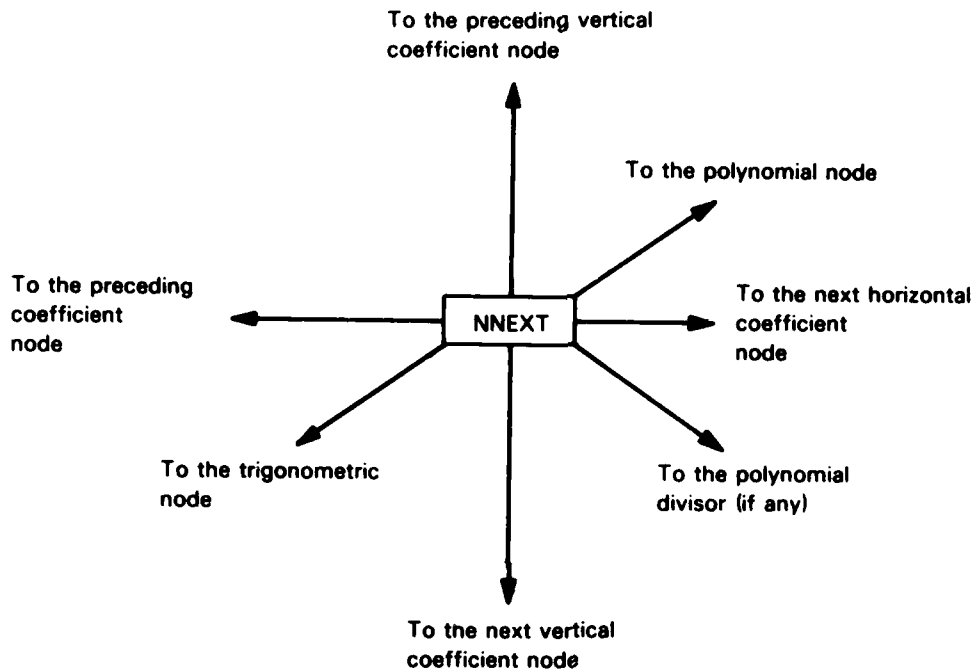 To the preceding vertical
coefficient node
To the polynomial node
To the preceding
coefficient
node
NNEXT
To the next horizontal
coefficient
node
To the trigonometric
node
To the polynomial
divisor (if any)
To the next vertical
coefficient node